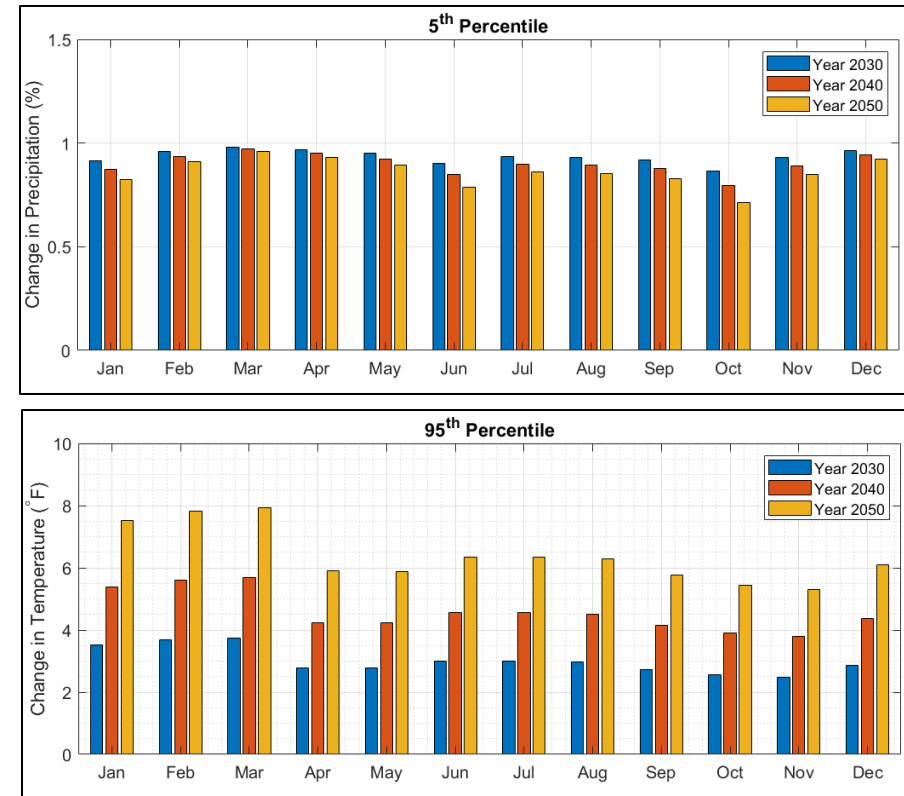 5th Percentile
1.5
1
0.5
0
Change in Precipitation (%)
Year 2030
Year 2040
Year 2050
Jan Feb Mar Apr May Jun Jul Aug Sep Oct Nov Dec
95th Percentile
10
8
6
4
2
0
Change in Temperature (°F)
Year 2030
Year 2040
Year 2050
Jan Feb Mar Apr May Jun Jul Aug Sep Oct Nov Dec